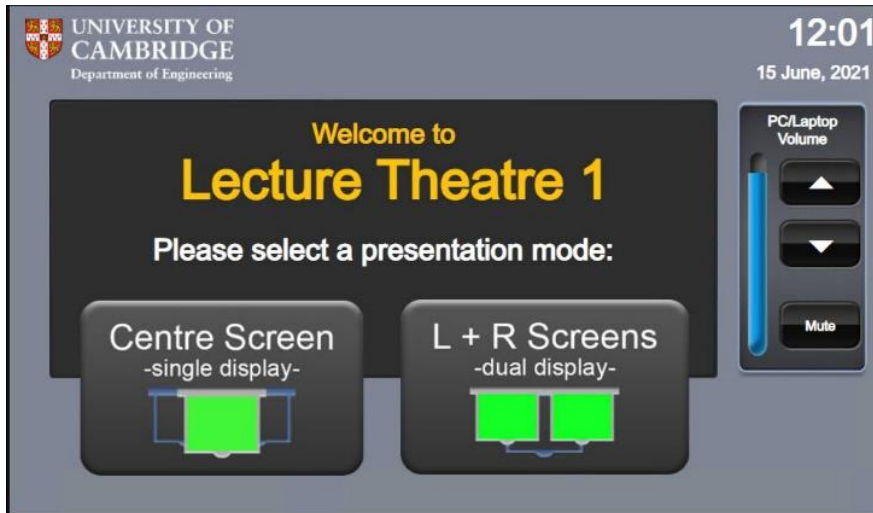 UNIVERSITY OF
CAMBRIDGE
Department of Engineering
12:01
15 June, 2021
Welcome to
Lecture Theatre 1
Please select a presentation mode:
PC/Laptop
Volume
Mute
Centre Screen
-single display-
L + R Screens
-dual display-